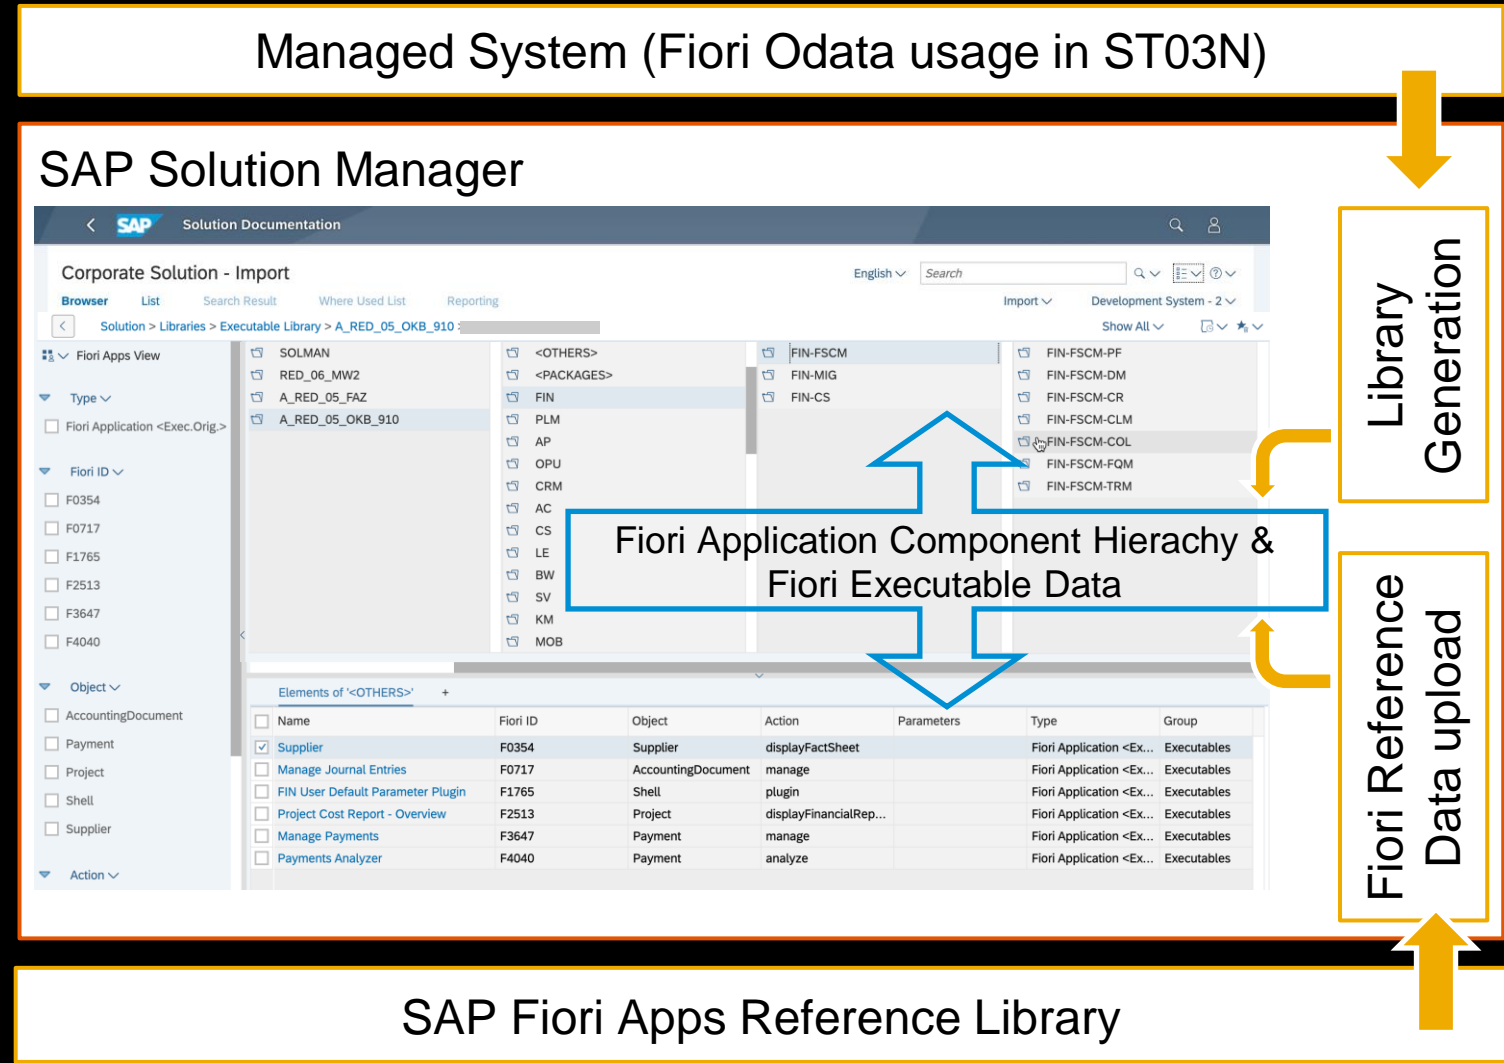 Managed System (Fiori Odata usage in ST03N)
SAP Solution Manager
SAP Solution Documentation
Corporate Solution - Import
English Search
Browser List Search Result Where Used List Reporting
Import Development System - 2
Solution > Libraries > Executable Library > A_RED_05_OKB_910
Show All
Fiori Apps View
Type
Fiori Application <Exec.Orig.>
Fiori ID
F0354
F0717
F1765
F2513
F3647
F4040
Object
AccountingDocument
Payment
Project
Shell
Supplier
Action
SOLMAN
RED_06_MW2
A_RED_05_FAZ
A_RED_05_OKB_910
<OTHERS>
<PACKAGES>
FIN
PLM
AP
OPU
CRM
AC
CS
LE
BW
SV
KM
MOB
FIN-FSCM
FIN-MIG
FIN-CS
FIN-FSCM-PF
FIN-FSCM-DM
FIN-FSCM-CR
FIN-FSCM-CLM
FIN-FSCM-COL
FIN-FSCM-FQM
FIN-FSCM-TRM
Fiori Application Component Hierachy &
Fiori Executable Data
Elements of '<OTHERS>' +
Name Fiori ID Object Action Parameters Type Group
Supplier F0354 Supplier displayFactSheet Fiori Application <Ex... Executables
Manage Journal Entries F0717 AccountingDocument manage Fiori Application <Ex... Executables
FIN User Default Parameter Plugin F1765 Shell plugin Fiori Application <Ex... Executables
Project Cost Report - Overview F2513 Project displayFinancialRep... Fiori Application <Ex... Executables
Manage Payments F3647 Payment manage Fiori Application <Ex... Executables
Payments Analyzer F4040 Payment analyze Fiori Application <Ex... Executables
Library
Generation
Fiori Reference
Data upload
SAP Fiori Apps Reference Library